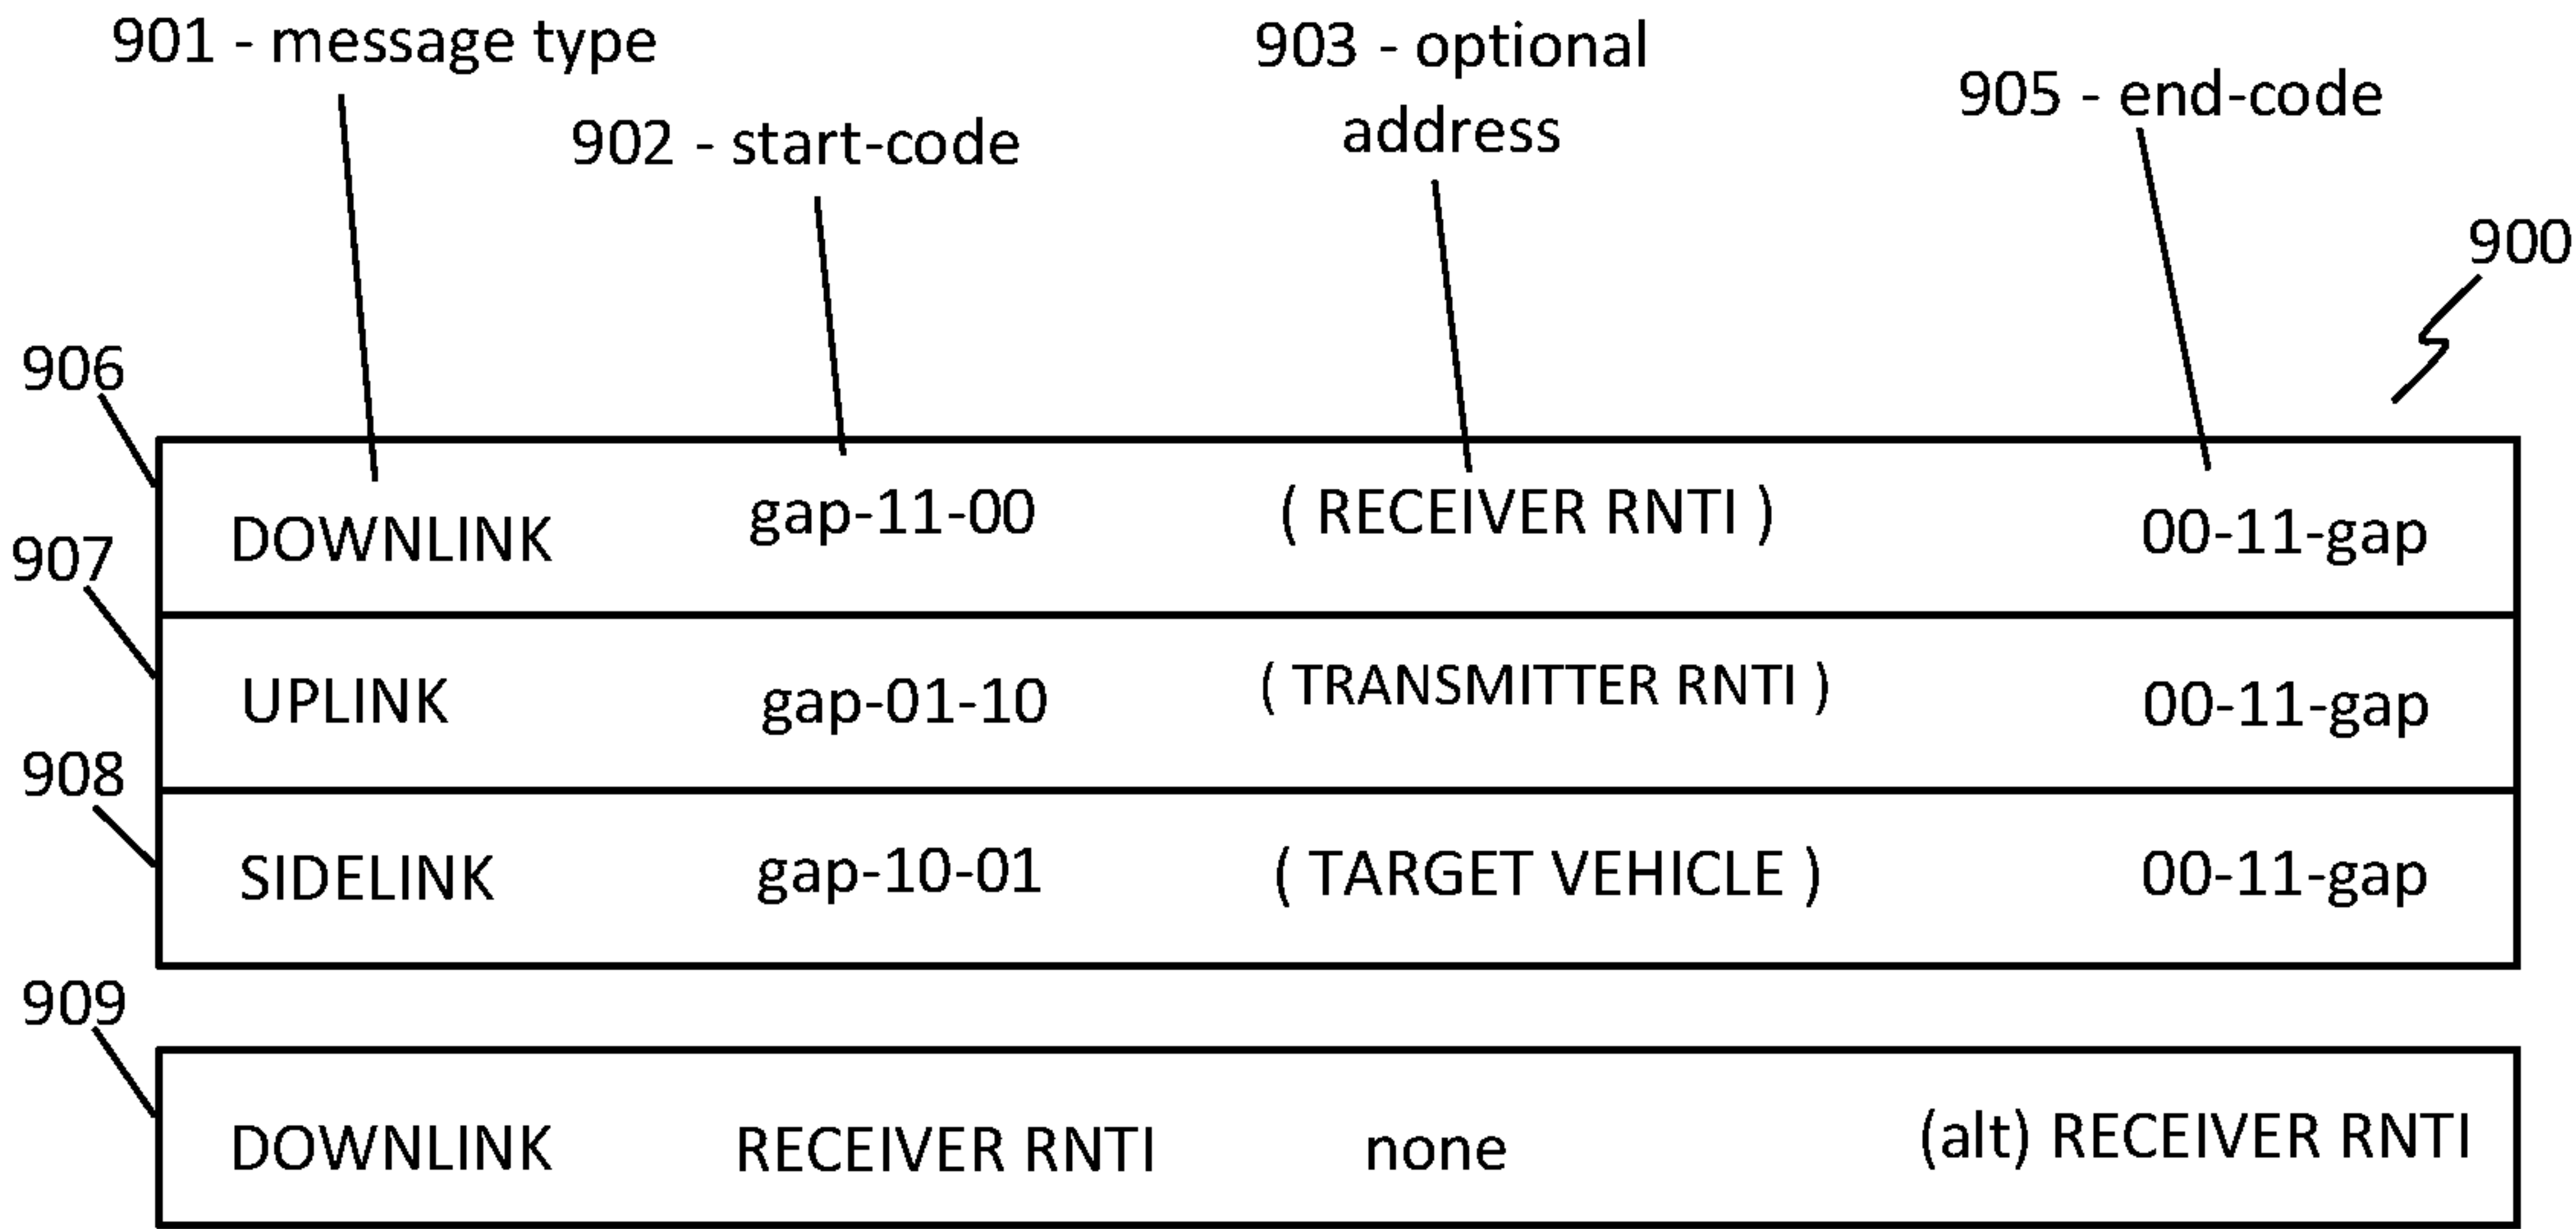 901 - message type
902 - start-code
903 - optional
address
905 - end-code
900
906
DOWNLINK gap-11-00 ( RECEIVER RNTI ) 00-11-gap
907
UPLINK gap-01-10 ( TRANSMITTER RNTI ) 00-11-gap
908
SIDELINK gap-10-01 ( TARGET VEHICLE ) 00-11-gap
909
DOWNLINK RECEIVER RNTI none (alt) RECEIVER RNTI